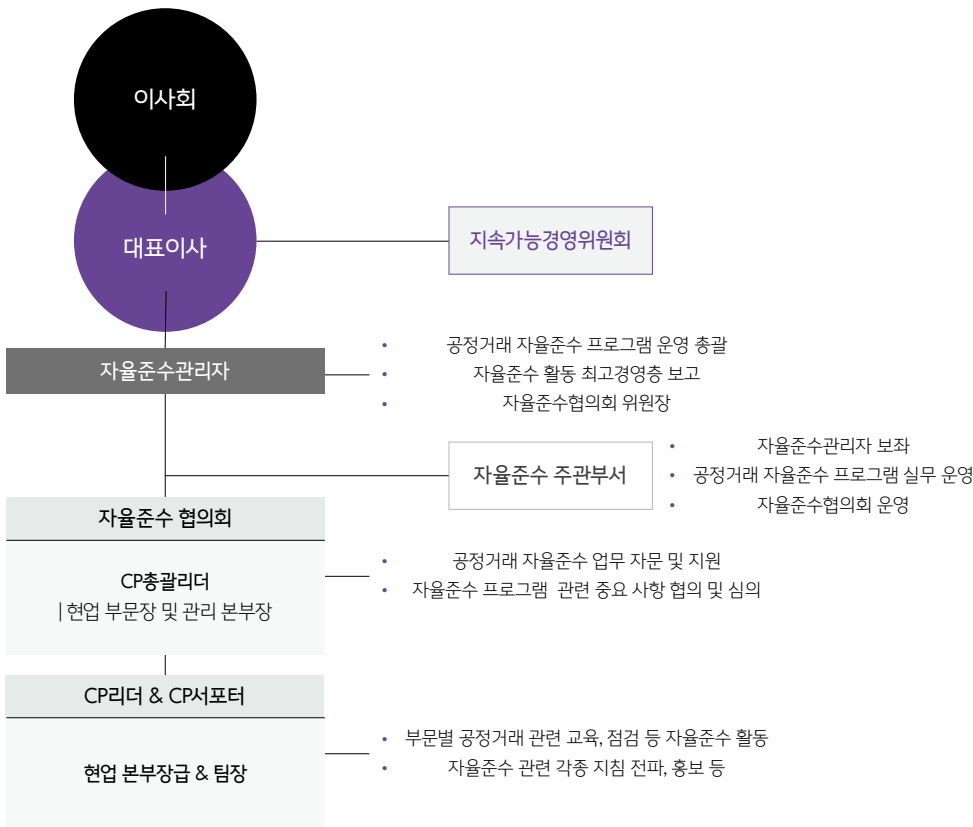 이사회
대표이사
지속가능경영위원회
자율준수관리자
• 공정거래 자율준수 프로그램 운영 총괄
• 자율준수 활동 최고경영층 보고
• 자율준수협의회 위원장
자율준수 주관부서
• 자율준수관리자 보좌
• 공정거래 자율준수 프로그램 실무 운영
• 자율준수협의회 운영
자율준수 협의회
CP총괄리더
| 현업 부문장 및 관리 본부장
• 공정거래 자율준수 업무 자문 및 지원
• 자율준수 프로그램 관련 중요 사항 협의 및 심의
CP리더 & CP서포터
현업 본부장급 & 팀장
• 부문별 공정거래 관련 교육, 점검 등 자율준수 활동
• 자율준수 관련 각종 지침 전파, 홍보 등